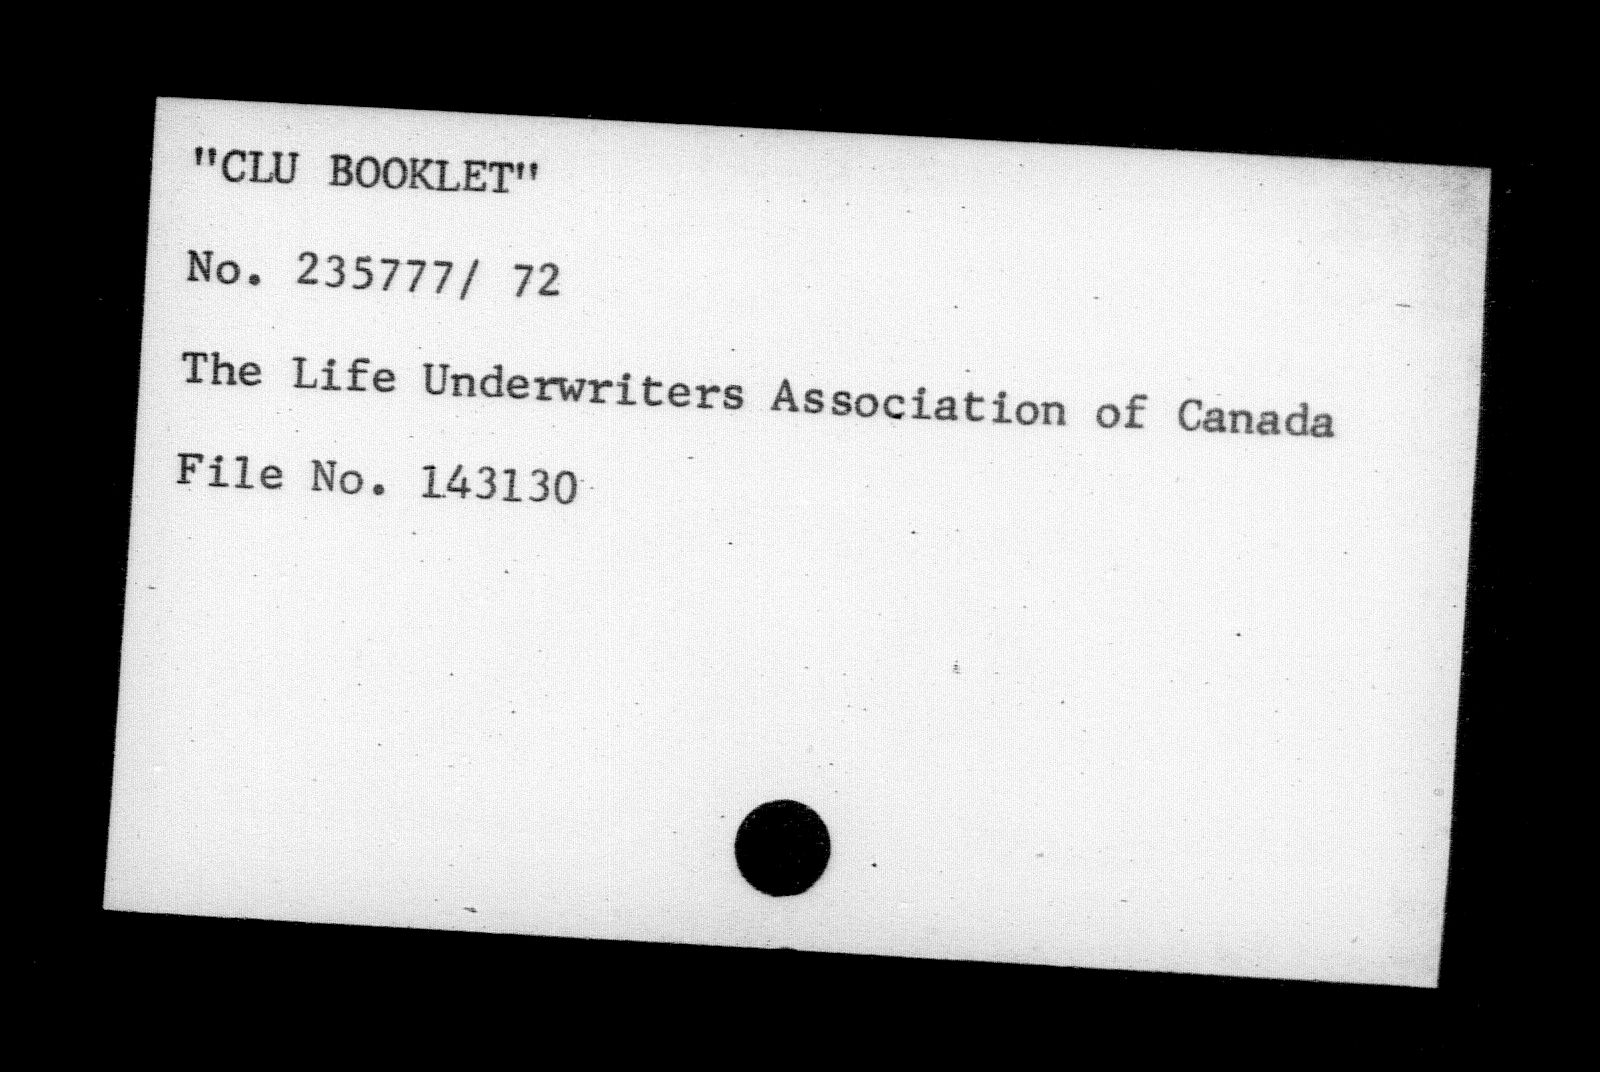 "CLU BOOKLET"
No. 235777/ 72
The Life Underwriters Association of Canada
File No. 143130